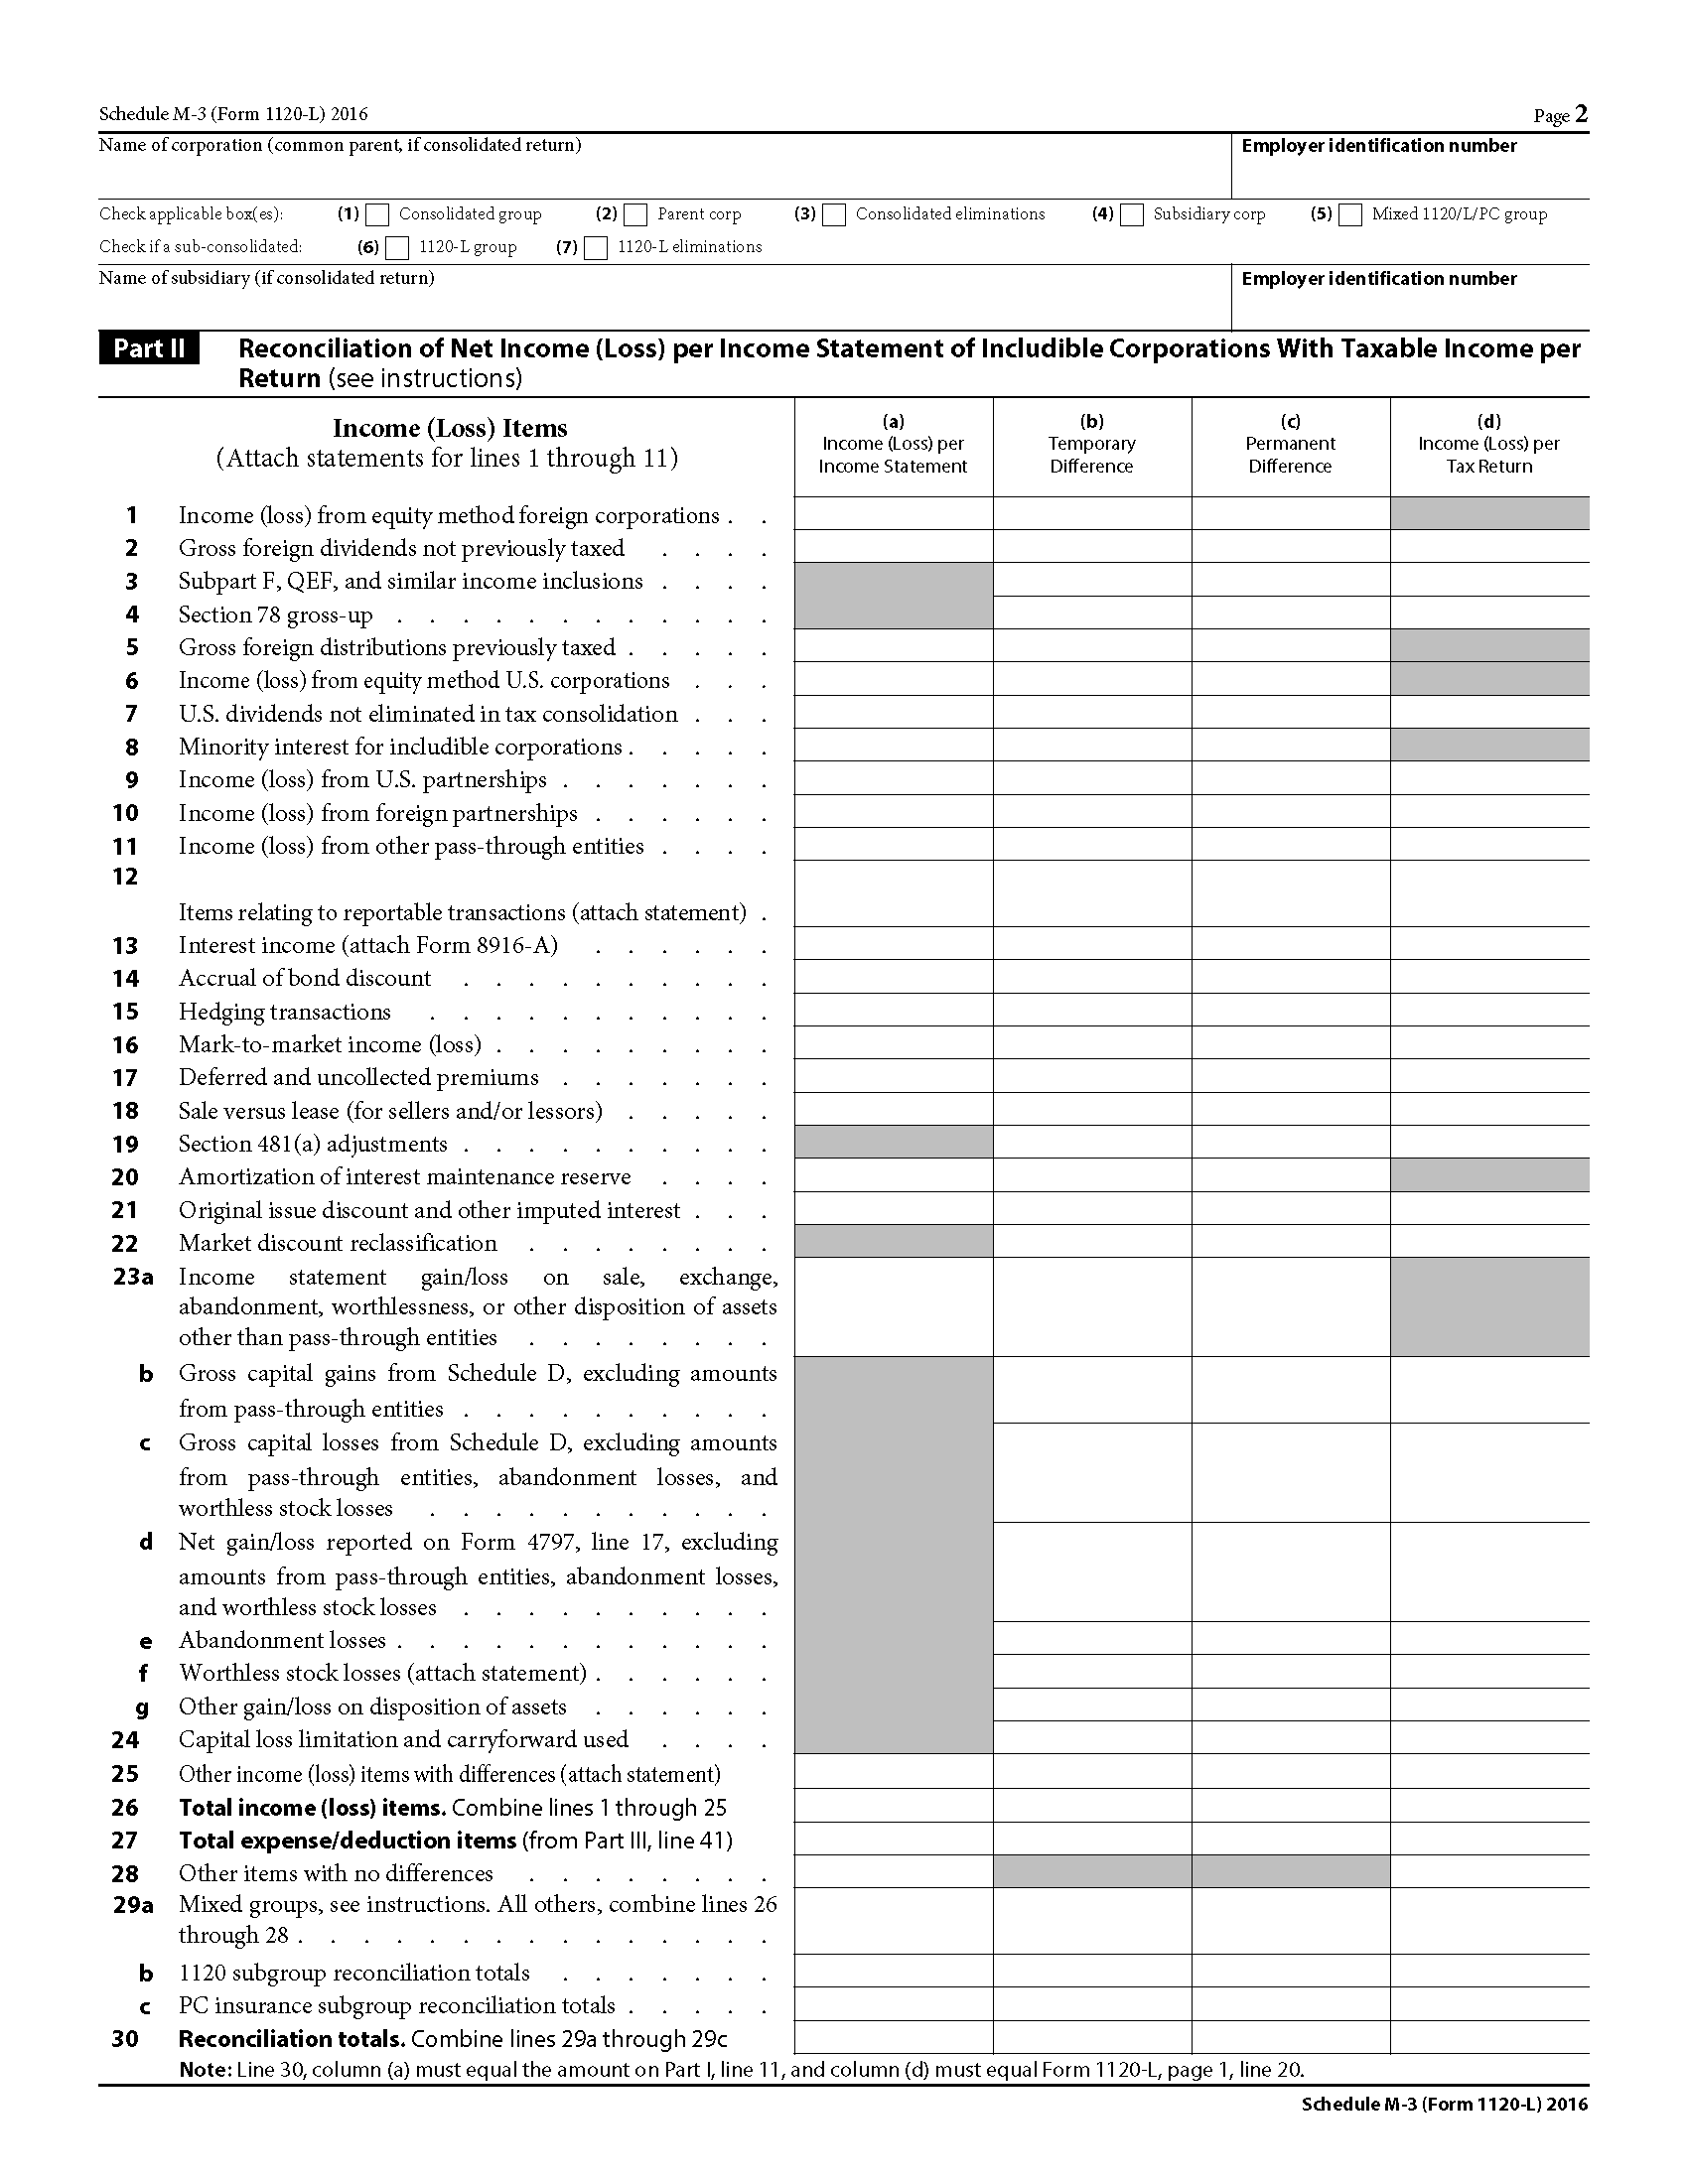 Schedule M-3 (Form 1120-L) 2016 Page 2
Name of corporation (common parent, if consolidated return) Employer identification number
Check applicable box(es): (1) Consolidated group (2) Parent corp (3) Consolidated eliminations (4) Subsidiary corp (5) Mixed 1120/L/PC group
Check if a sub-consolidated: (6) 1120-L group (7) 1120-L eliminations
Name of subsidiary (if consolidated return) Employer identification number
Part II Reconciliation of Net Income (Loss) per Income Statement of Includible Corporations With Taxable Income per
Return (see instructions)
Income (Loss) Items
(Attach statements for lines 1 through 11)
(a)
Income (Loss) per
Income Statement
(b)
Temporary
Difference
(c)
Permanent
Difference
(d)
Income (Loss) per
Tax Return
1 Income (loss) from equity method foreign corporations . .
2 Gross foreign dividends not previously taxed . . . .
3 Subpart F, QEF, and similar income inclusions . . . .
4 Section 78 gross-up . . . . . . . . . . . .
5 Gross foreign distributions previously taxed . . . . .
6 Income (loss) from equity method U.S. corporations . . .
7 U.S. dividends not eliminated in tax consolidation . . .
8 Minority interest for includible corporations . . . . .
9 Income (loss) from U.S. partnerships . . . . . . .
10 Income (loss) from foreign partnerships . . . . . .
11 Income (loss) from other pass-through entities . . . .
12
Items relating to reportable transactions (attach statement) .
13 Interest income (attach Form 8916-A) . . . . . .
14 Accrual of bond discount . . . . . . . . . .
15 Hedging transactions . . . . . . . . . . .
16 Mark-to-market income (loss) . . . . . . . . .
17 Deferred and uncollected premiums . . . . . . .
18 Sale versus lease (for sellers and/or lessors) . . . . .
19 Section 481(a) adjustments . . . . . . . . . .
20 Amortization of interest maintenance reserve . . . .
21 Original issue discount and other imputed interest . . .
22 Market discount reclassification . . . . . . . .
23a Income statement gain/loss on sale, exchange,
abandonment, worthlessness, or other disposition of assets
other than pass-through entities . . . . . . . .
b Gross capital gains from Schedule D, excluding amounts
from pass-through entities . . . . . . . . . .
c Gross capital losses from Schedule D, excluding amounts
from pass-through entities, abandonment losses, and
worthless stock losses . . . . . . . . . . .
d Net gain/loss reported on Form 4797, line 17, excluding
amounts from pass-through entities, abandonment losses,
and worthless stock losses . . . . . . . . . .
e Abandonment losses . . . . . . . . . . . .
f Worthless stock losses (attach statement) . . . . . .
g Other gain/loss on disposition of assets . . . . . .
24 Capital loss limitation and carryforward used . . . .
25 Other income (loss) items with differences (attach statement)
26 Total income (loss) items. Combine lines 1 through 25
27 Total expense/deduction items (from Part III, line 41)
28 Other items with no differences . . . . . . . .
29a Mixed groups, see instructions. All others, combine lines 26
through 28 . . . . . . . . . . . . . . .
b 1120 subgroup reconciliation totals . . . . . . .
c PC insurance subgroup reconciliation totals . . . . .
30 Reconciliation totals. Combine lines 29a through 29c
Note: Line 30, column (a) must equal the amount on Part I, line 11, and column (d) must equal Form 1120-L, page 1, line 20.
Schedule M-3 (Form 1120-L) 2016